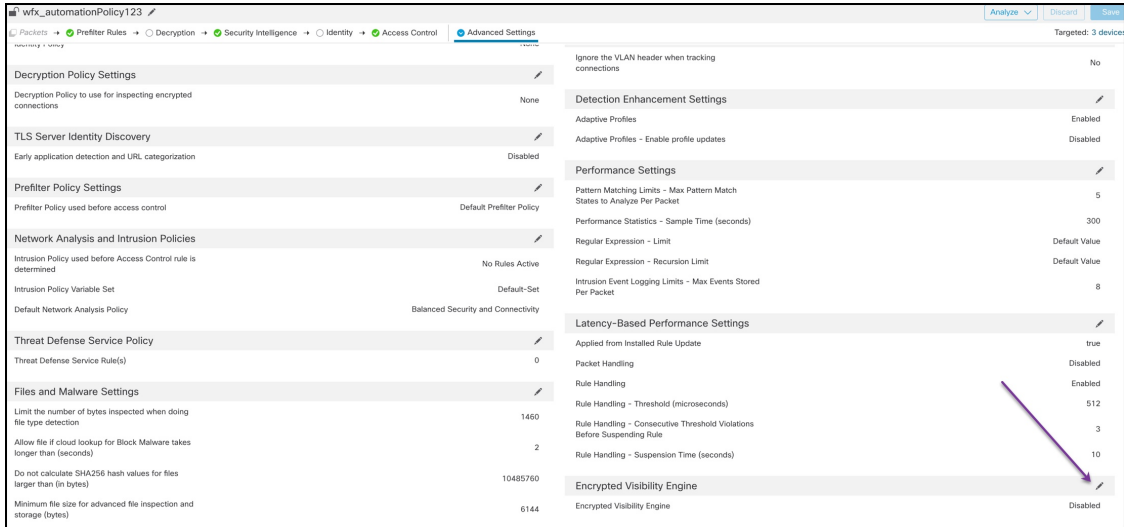 wfx_automationPolicy123
Analyze
Discard
Save
Packets → Prefilter Rules → Decryption → Security Intelligence → Identity → Access Control
Advanced Settings
Targeted: 3 devices
Identity Policy None
Decryption Policy Settings
Decryption Policy to use for inspecting encrypted
connections
None
TLS Server Identity Discovery
Early application detection and URL categorization Disabled
Prefilter Policy Settings
Prefilter Policy used before access control Default Prefilter Policy
Network Analysis and Intrusion Policies
Intrusion Policy used before Access Control rule is
determined
No Rules Active
Intrusion Policy Variable Set Default-Set
Default Network Analysis Policy Balanced Security and Connectivity
Threat Defense Service Policy
Threat Defense Service Rule(s) 0
Files and Malware Settings
Limit the number of bytes inspected when doing
file type detection
1460
Allow file if cloud lookup for Block Malware takes
longer than (seconds)
2
Do not calculate SHA256 hash values for files
larger than (in bytes)
10485760
Minimum file size for advanced file inspection and
storage (bytes)
6144
Ignore the VLAN header when tracking
connections
No
Detection Enhancement Settings
Adaptive Profiles Enabled
Adaptive Profiles - Enable profile updates Disabled
Performance Settings
Pattern Matching Limits - Max Pattern Match
States to Analyze Per Packet
5
Performance Statistics - Sample Time (seconds) 300
Regular Expression - Limit Default Value
Regular Expression - Recursion Limit Default Value
Intrusion Event Logging Limits - Max Events Stored
Per Packet
8
Latency-Based Performance Settings
Applied from Installed Rule Update true
Packet Handling Disabled
Rule Handling Enabled
Rule Handling - Threshold (microseconds) 512
Rule Handling - Consecutive Threshold Violations
Before Suspending Rule
3
Rule Handling - Suspension Time (seconds) 10
Encrypted Visibility Engine
Encrypted Visibility Engine Disabled